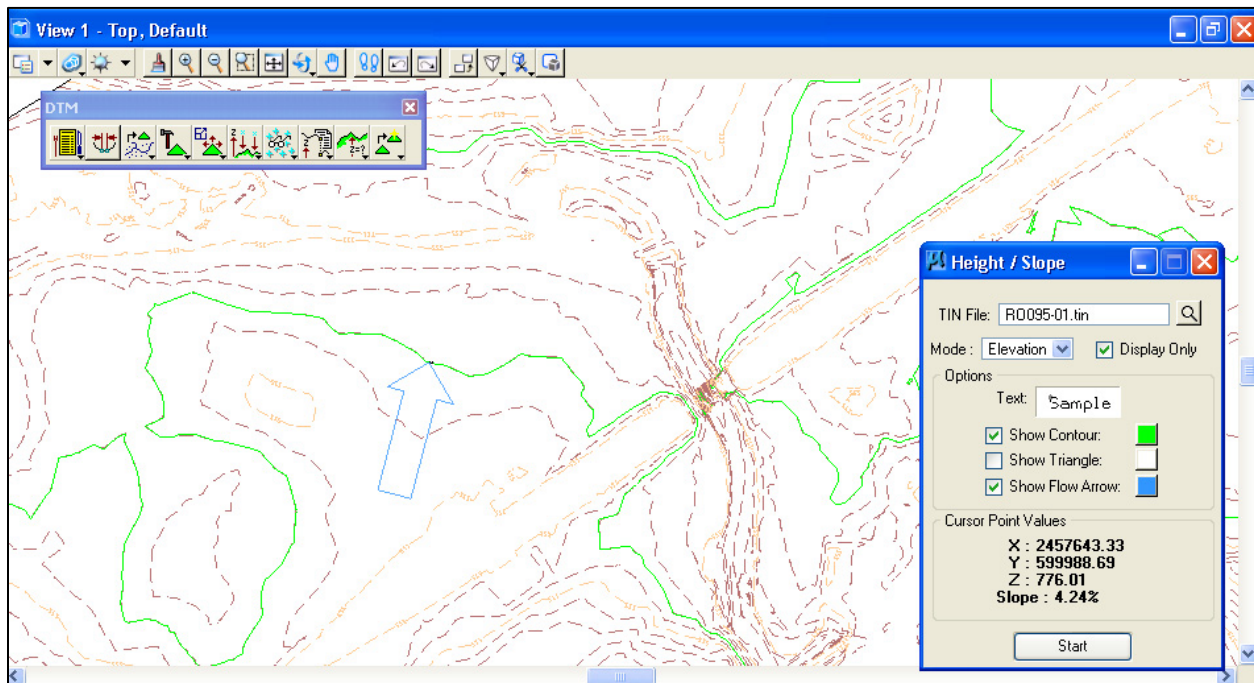 View 1 - Top, Default
DTM
Height / Slope
TIN File: RO095-01.tin
Mode : Elevation Display Only
Options
Text: Sample
Show Contour:
Show Triangle:
Show Flow Arrow:
Cursor Point Values
X : 2457643.33
Y : 599988.69
Z : 776.01
Slope : 4.24%
Start